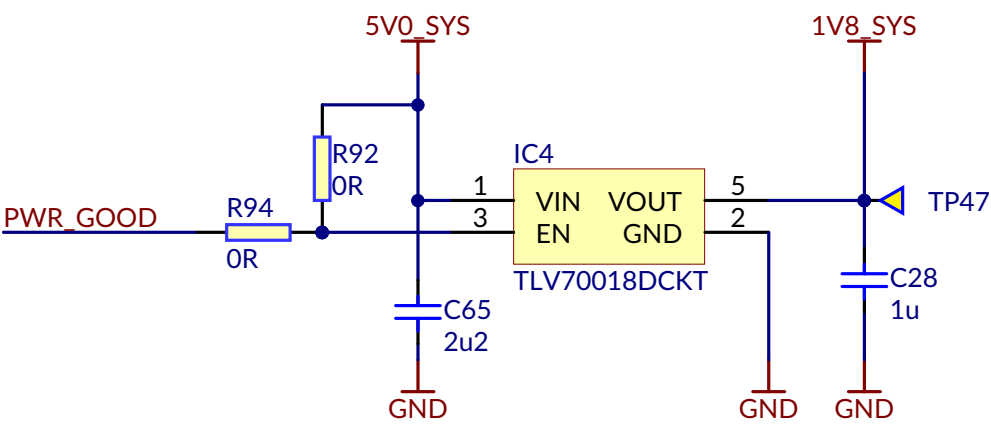 5V0_SYS
1V8_SYS
R92
0R
IC4
PWR_GOOD
R94
0R
1
3
VIN
VOUT
EN
GND
5
2
TP47
TLV70018DCKT
C65
2u2
C28
1u
GND
GND
GND